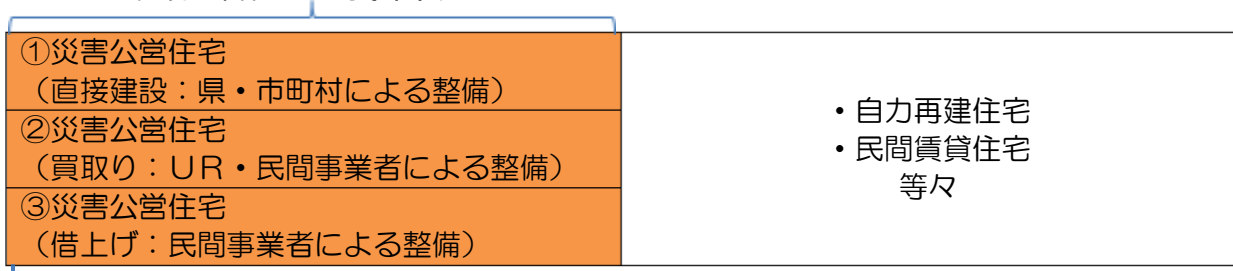 ①災害公営住宅
（直接建設：県・市町村による整備）
②災害公営住宅
（買取り：ＵＲ・民間事業者による整備）
③災害公営住宅
（借上げ：民間事業者による整備）
・自力再建住宅
・民間賃貸住宅
等々